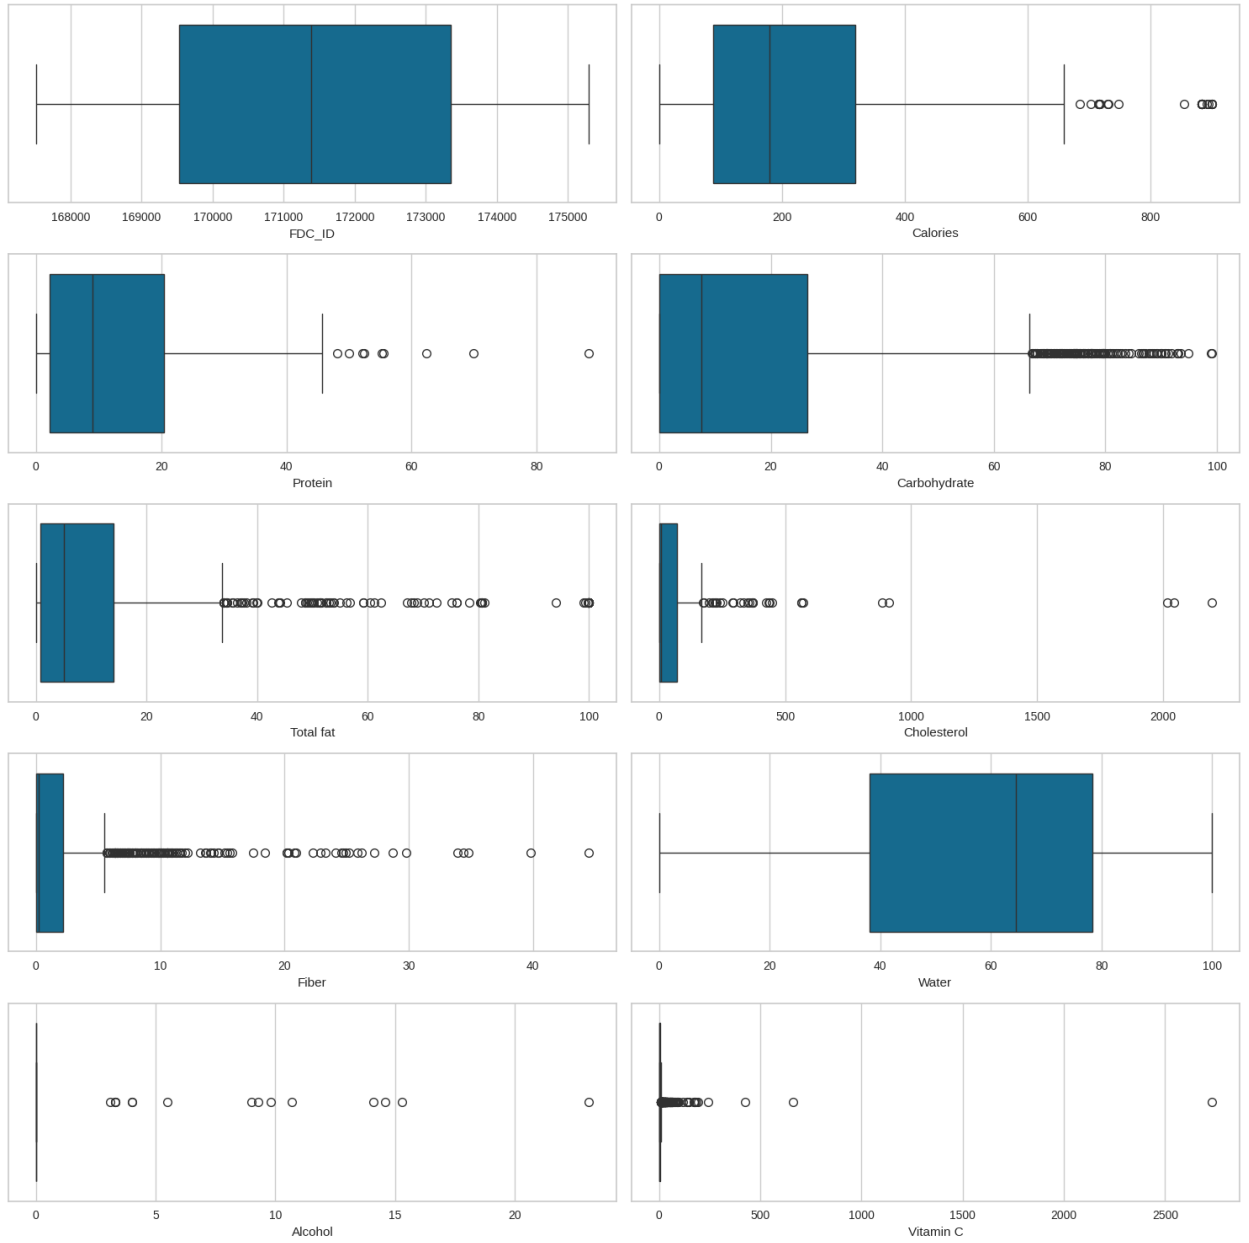 168000 169000 170000 171000 172000 173000 174000 175000
FDC_ID
0 200 400 600 800
Calories
0 20 40 60 80
Protein
0 20 40 60 80 100
Carbohydrate
0 20 40 60 80 100
Total fat
0 500 1000 1500 2000
Cholesterol
0 10 20 30 40
Fiber
0 20 40 60 80 100
Water
0 5 10 15 20
Alcohol
0 500 1000 1500 2000 2500
Vitamin C